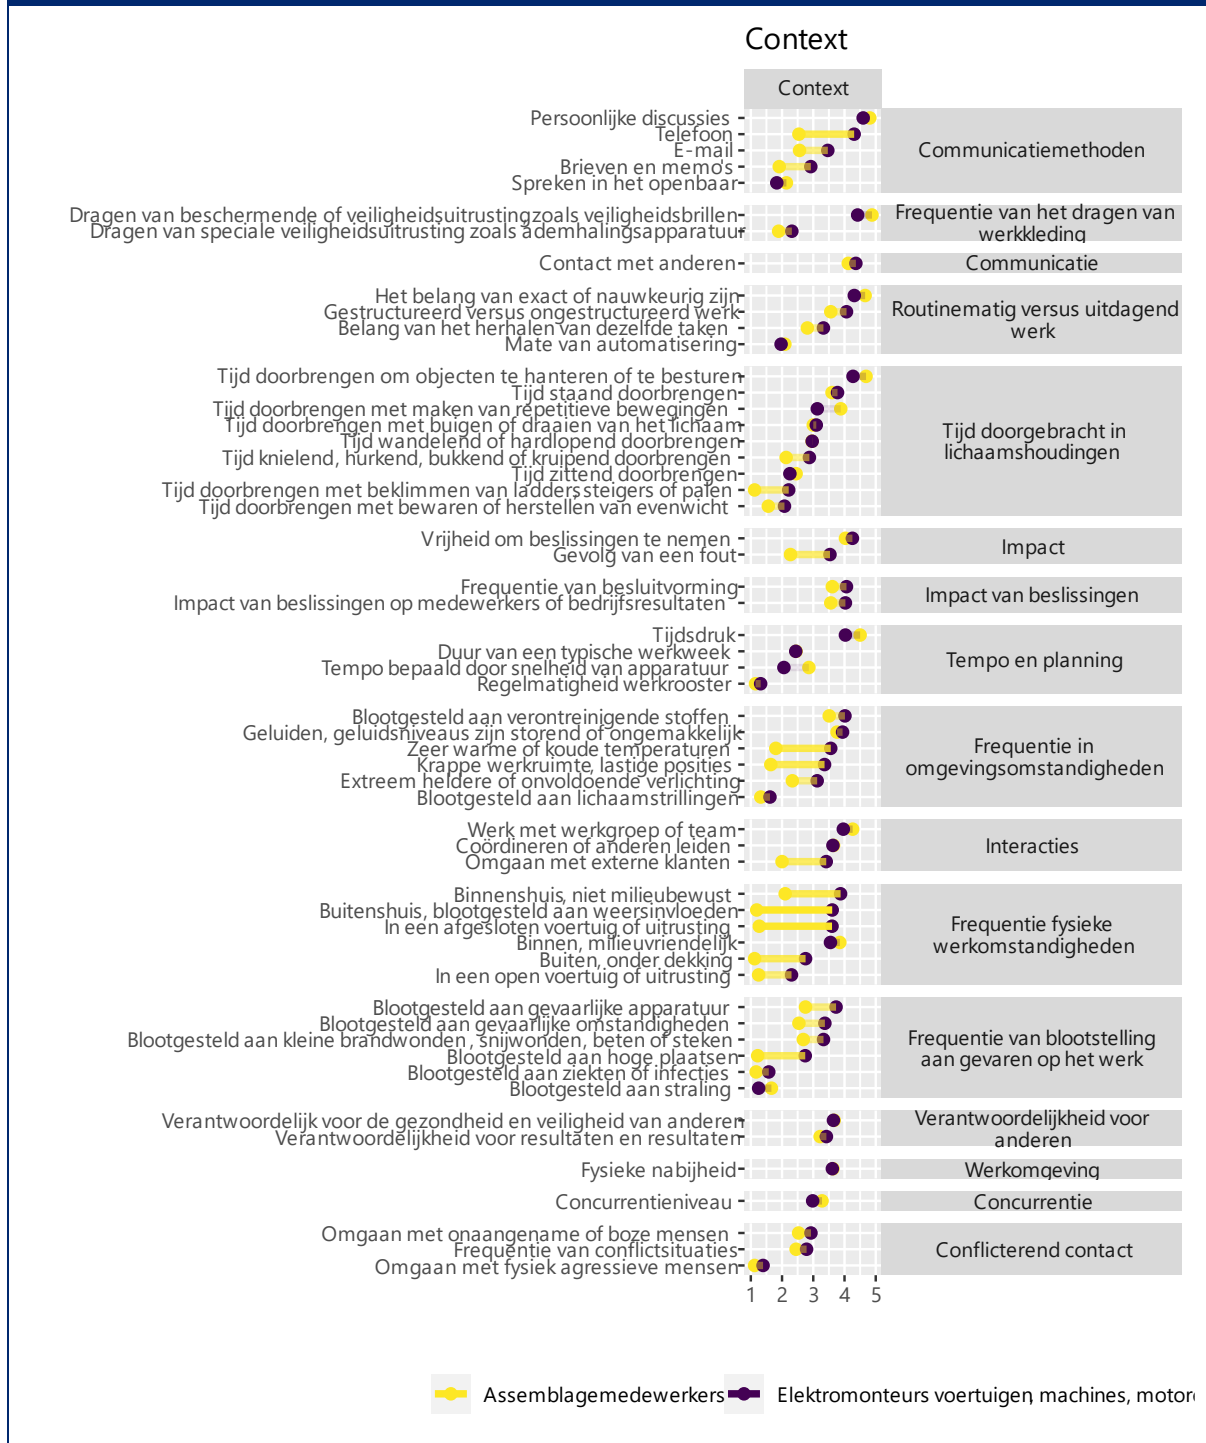 Context
Context
Persoonlijke discussies
Telefoon
E-mail
Brieven en memo's
Spreken in het openbaar
Communicatiemethoden
Dragen van beschermende of veiligheidsuitrusting zoals veiligheidsbrillen
Dragen van speciale veiligheidsuitrusting zoals ademhalingsapparatuur
Frequentie van het dragen van
werkkleding
Contact met anderen
Communicatie
Het belang van exact of nauwkeurig zijn
Gestructureerd versus ongestructureerd werk
Belang van het herhalen van dezelfde taken
Mate van automatisering
Routinematig versus uitdagend
werk
Tijd doorbrengen om objecten te hanteren of te besturen
Tijd staand doorbrengen
Tijd doorbrengen met maken van repetitieve bewegingen
Tijd doorbrengen met buigen of draaien van het lichaam
Tijd wandelend of hardlopend doorbrengen
Tijd knielend, hurkend, bukkend of kruipend doorbrengen
Tijd zittend doorbrengen
Tijd doorbrengen met beklimmen van ladders steigers of palen
Tijd doorbrengen met bewaren of herstellen van evenwicht
Tijd doorgebracht in
lichaamshoudingen
Vrijheid om beslissingen te nemen
Gevolg van een fout
Impact
Frequentie van besluitvorming
Impact van beslissingen op medewerkers of bedrijfsresultaten
Impact van beslissingen
Tijdsdruk
Duur van een typische werkweek
Tempo bepaald door snelheid van apparatuur
Regelmatigheid werkrooster
Tempo en planning
Blootgesteld aan verontreinigende stoffen
Geluiden, geluidsniveaus zijn storend of ongemakkelijk
Zeer warme of koude temperaturen
Krappe werkruimte, lastige posities
Extreem heldere of onvoldoende verlichting
Blootgesteld aan lichaamstrillingen
Frequentie in
omgevingsomstandigheden
Werk met werkgroep of team
Coördineren of anderen leiden
Omgaan met externe klanten
Interacties
Binnenshuis, niet milieubewust
Buitenshuis, blootgesteld aan weersinvloeden
In een afgesloten voertuig of uitrusting
Binnen, milieuvriendelijk
Buiten, onder dekking
In een open voertuig of uitrusting
Frequentie fysieke
werkomstandigheden
Blootgesteld aan gevaarlijke apparatuur
Blootgesteld aan gevaarlijke omstandigheden
Blootgesteld aan kleine brandwonden, snijwonden, beten of steken
Blootgesteld aan hoge plaatsen
Blootgesteld aan ziekten of infecties
Blootgesteld aan straling
Frequentie van blootstelling
aan gevaren op het werk
Verantwoordelijk voor de gezondheid en veiligheid van anderen
Verantwoordelijkheid voor resultaten en resultaten
Verantwoordelijkheid voor
anderen
Fysieke nabijheid
Werkomgeving
Concurrentieniveau
Concurrentie
Omgaan met onaangename of boze mensen
Frequentie van conflictsituaties
Omgaan met fysiek agressieve mensen
Conflicterend contact
1 2 3 4 5
Assemblagemedewerkers
Elektromonteurs voertuigen, machines,